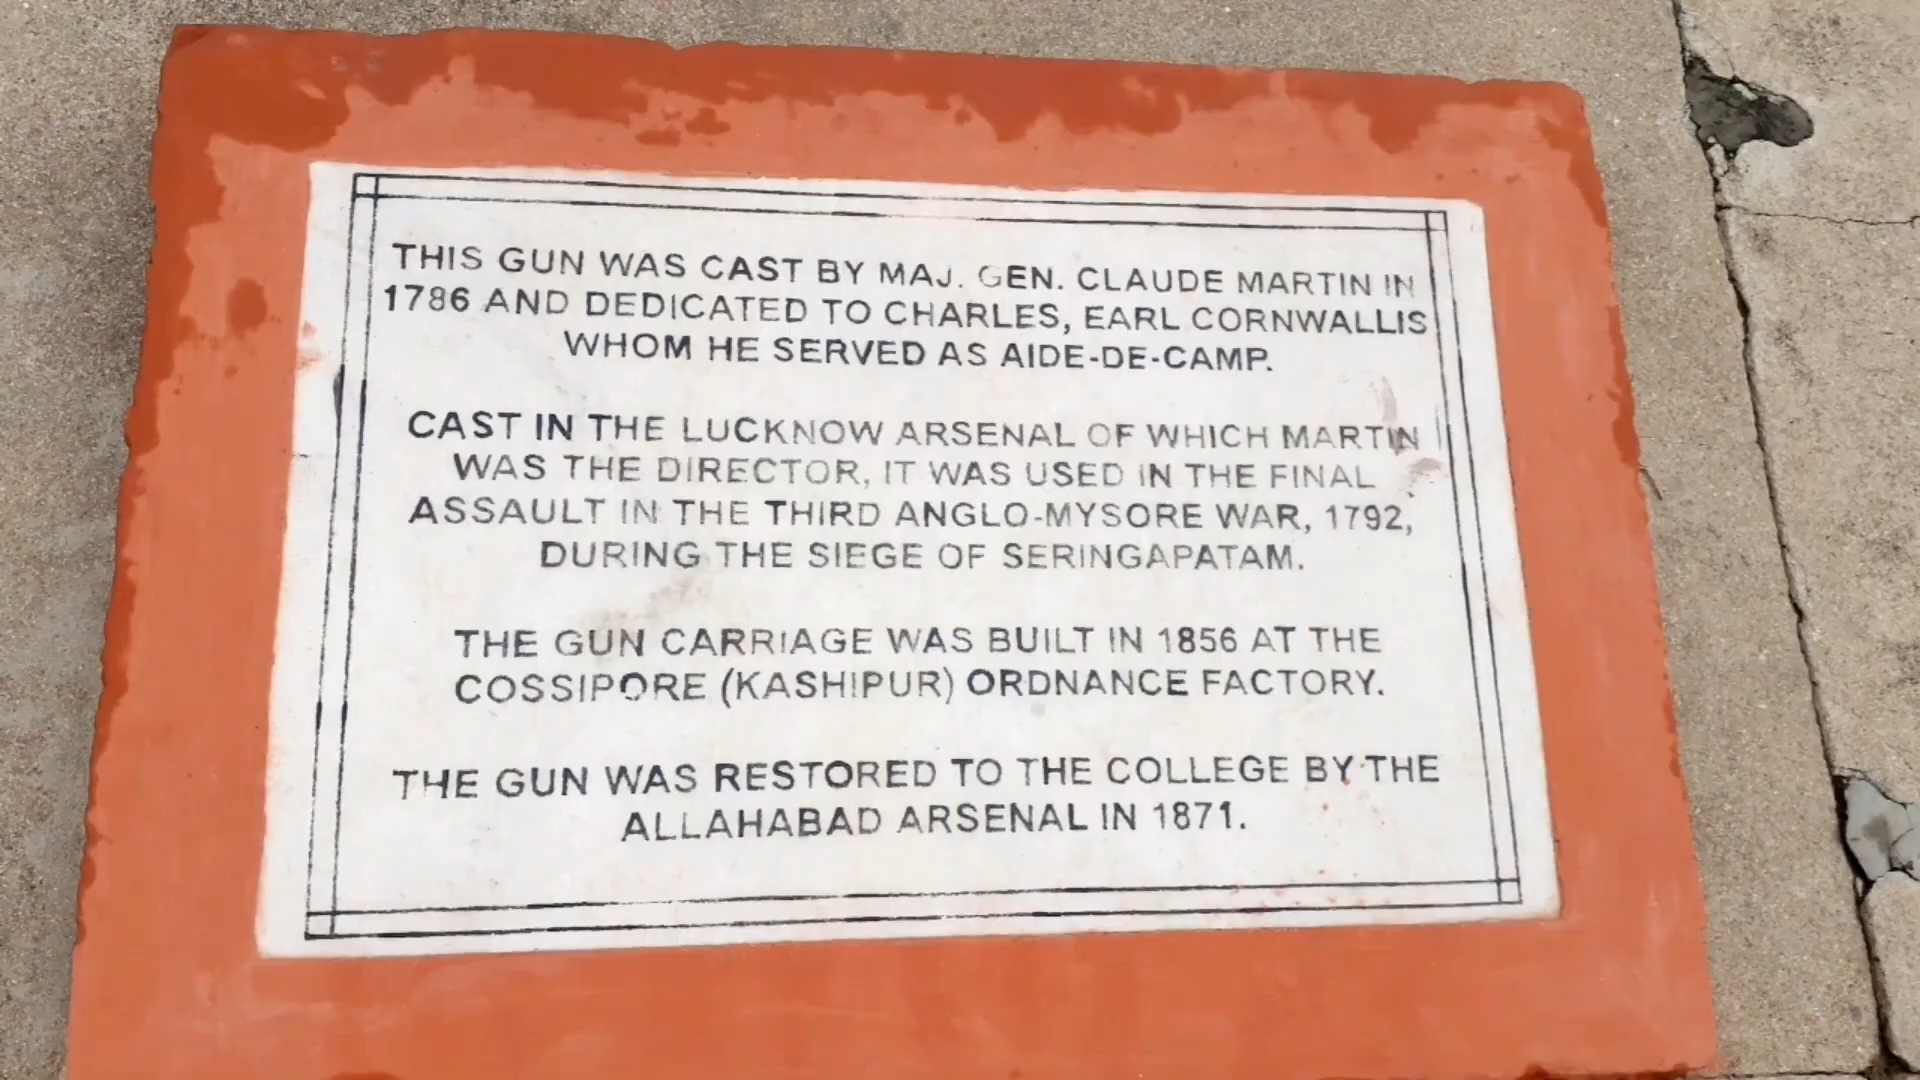 THIS GUN WAS CAST BY MAJ. GEN. CLAUDE MARTIN IN
1786 AND DEDICATED TO CHARLES, EARL CORNWALLIS
WHOM HE SERVED AS AIDE-DE-CAMP.
CAST IN THE LUCKNOW ARSENAL OF WHICH MARTIN
WAS THE DIRECTOR, IT WAS USED IN THE FINAL
ASSAULT IN THE THIRD ANGLO-MYSORE WAR, 1792,
DURING THE SIEGE OF SERINGAPATAM.
THE GUN CARRIAGE WAS BUILT IN 1856 AT THE
COSSIPORE (KASHIPUR) ORDNANCE FACTORY.
THE GUN WAS RESTORED TO THE COLLEGE BY THE
ALLAHABAD ARSENAL IN 1871.